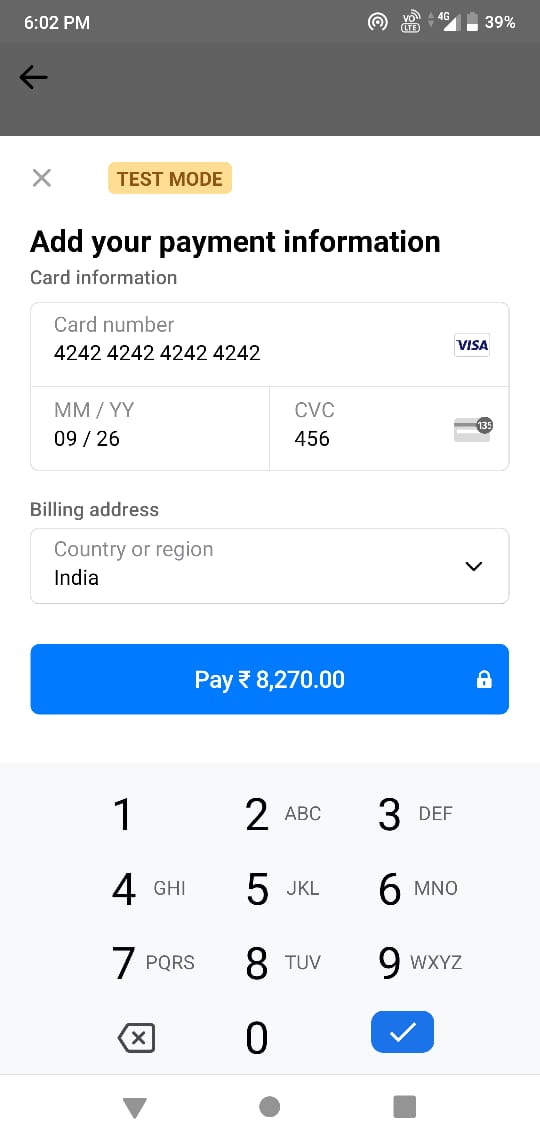 6:02 PM VO LTE 4G 39%
TEST MODE
Add your payment information
Card information
Card number
4242 4242 4242 4242 VISA
MM / YY CVC
09 / 26 456 135
Billing address
Country or region
India
Pay ₹ 8,270.00
1 2 ABC 3 DEF
4 GHI 5 JKL 6 MNO
7 PQRS 8 TUV 9 WXYZ
0